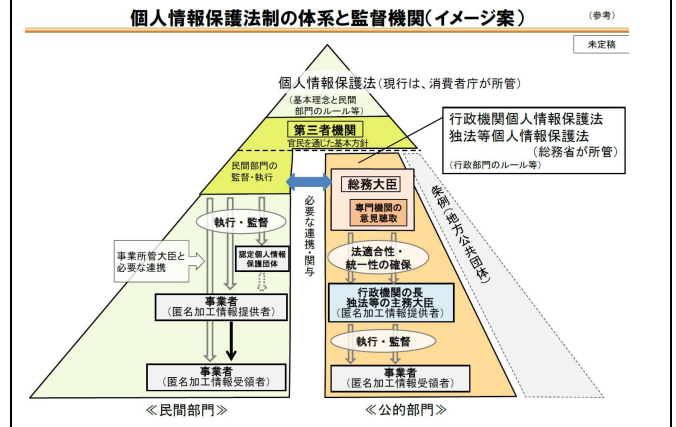 個人情報保護法制の体系と監督機関(イメージ案)
(参考)
未定稿
個人情報保護法(現行は、消費者庁が所管)
(基本理念と民間
部門のルール等)
第三者機関
官民を通じた基本方針
行政機関個人情報保護法
独法等個人情報保護法
(総務省が所管)
(行政部門のルール等)
民間部門の
監督・執行
必要な連携・関与
総務大臣
専門機関の
意見聴取
条例(地方公共団体)
執行・監督
事業所管大臣と
必要な連携
認定個人情報
保護団体
法適合性・
統一性の確保
事業者
(匿名加工情報提供者)
行政機関の長
独法等の主務大臣
(匿名加工情報提供者)
執行・監督
事業者
(匿名加工情報受領者)
事業者
(匿名加工情報受領者)
≪民間部門≫
≪公的部門≫